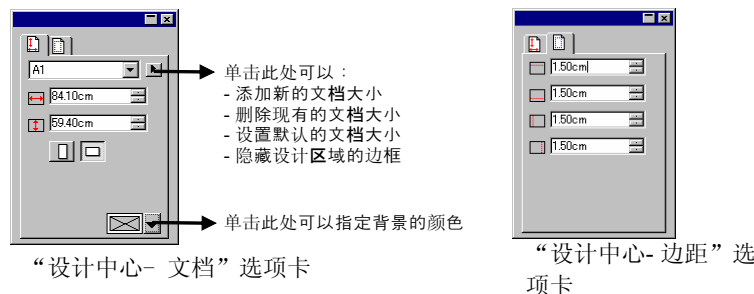 A1
84.10cm
59.40cm
单击此处可以：
- 添加新的文档大小
- 删除现有的文档大小
- 设置默认的文档大小
- 隐藏设计区域的边框
单击此处可以指定背景的颜色
“设计中心- 文档”选项卡
1.50cm
1.50cm
1.50cm
1.50cm
“设计中心- 边距”选
项卡